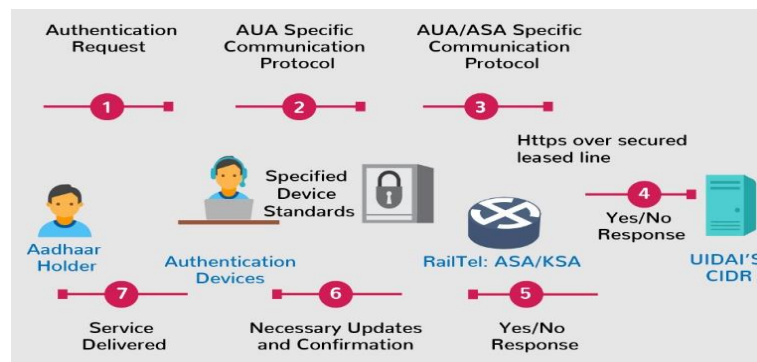 Authentication
Request
AUA Specific
Communication
Protocol
AUA/ASA Specific
Communication
Protocol
1
2
3
Https over secured
leased line
4
Yes/No
Response
Specified
Device
Standards
Aadhaar
Holder
Authentication
Devices
RailTel: ASA/KSA
UIDAI'S
CIDR
7
6
5
Service
Delivered
Necessary Updates
and Confirmation
Yes/No
Response